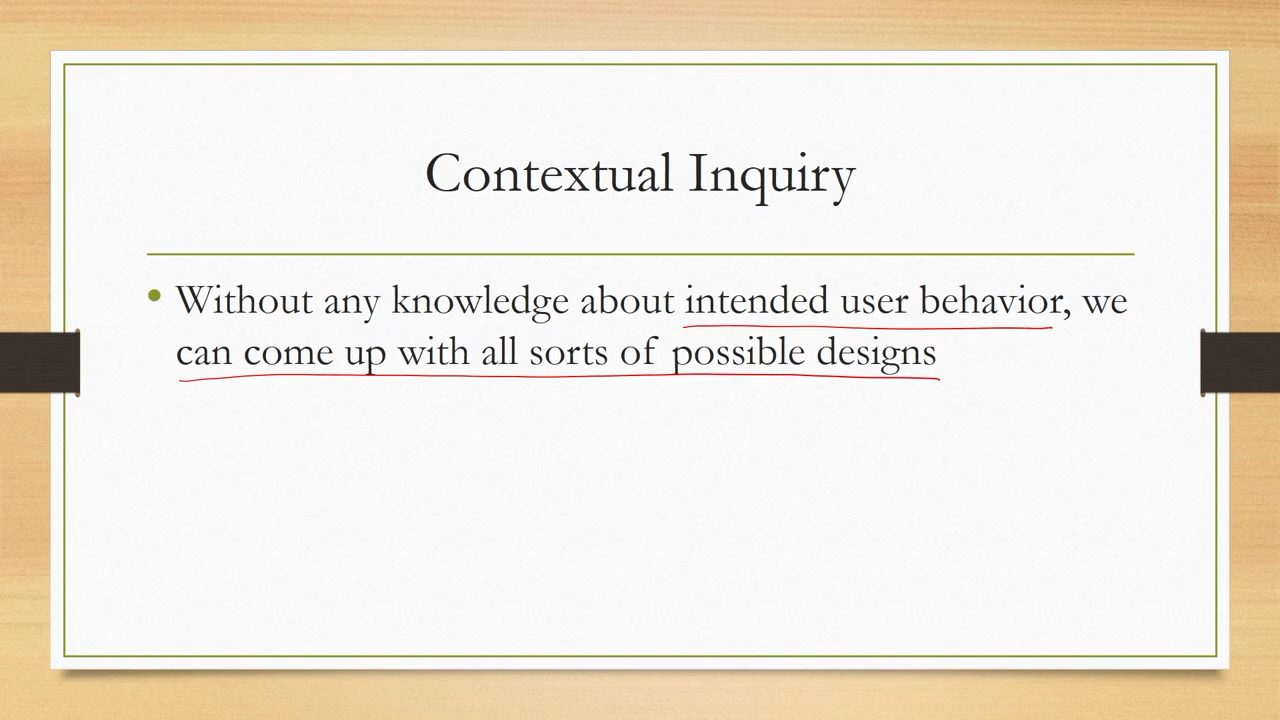 Contextual Inquiry
• Without any knowledge about intended user behavior, we
can come up with all sorts of possible designs